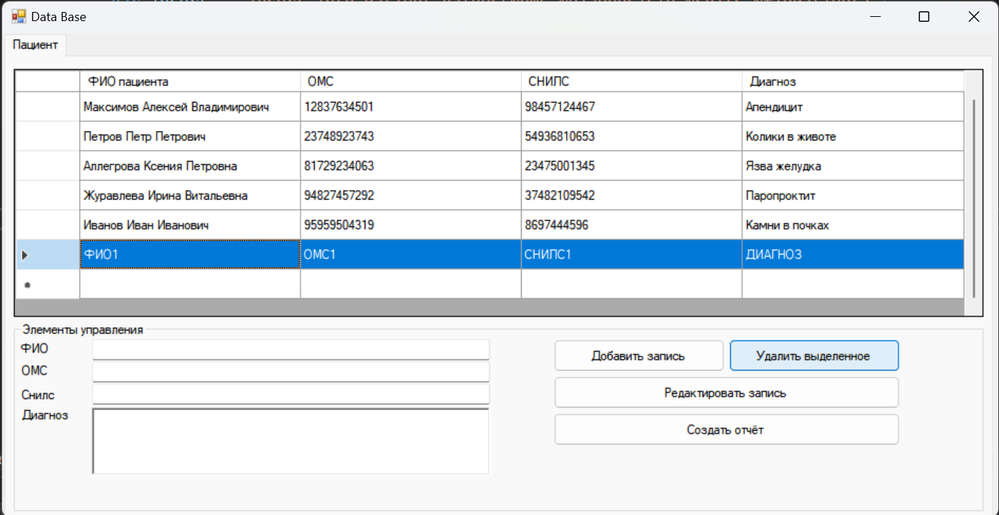 Data Base
Пациент
ФИО пациента ОМС СНИЛС Диагноз
Максимов Алексей Владимирович 12837634501 98457124467 Апендицит
Петров Петр Петрович 23748923743 54936810653 Колики в животе
Аллегрова Ксения Петровна 81729234063 23475001345 Язва желудка
Журавлева Ирина Витальевна 94827457292 37482109542 Паропроктит
Иванов Иван Иванович 95959504319 8697444596 Камни в почках
ФИО1 ОМС1 СНИЛС1 ДИАГНОЗ
Элементы управления
ФИО
ОМС
Снилс
Диагноз
Добавить запись Удалить выделенное
Редактировать запись
Создать отчёт